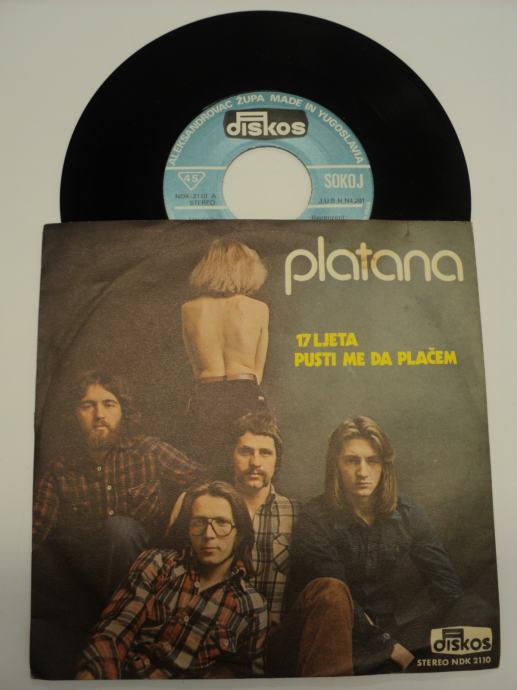 ALEKSANDROVAC ŽUPA MADE IN YUGOSLAVIA
diskos
45
SOKOJ
STEREO
platana
17 LJETA
PUSTI ME DA PLAČEM
diskos
STEREO NDK 2110